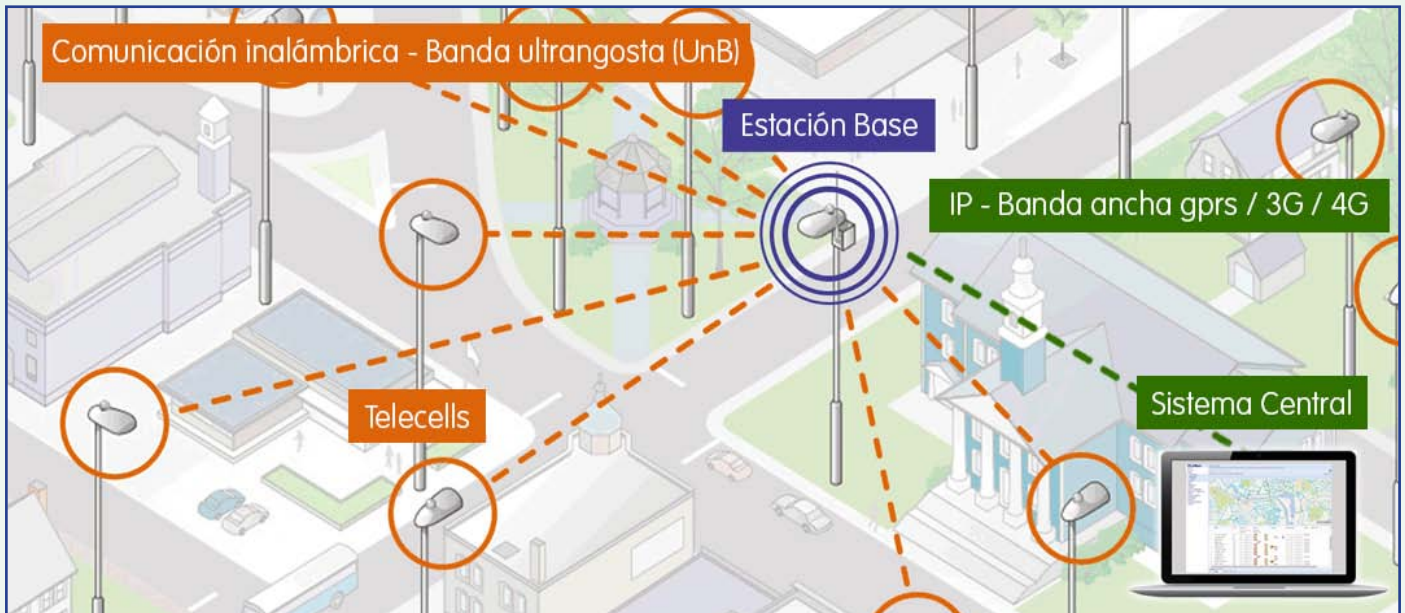 Comunicación inalámbrica - Banda ultrangosta (UnB)
Estación Base
IP - Banda ancha gprs / 3G / 4G
Telecells
Sistema Central